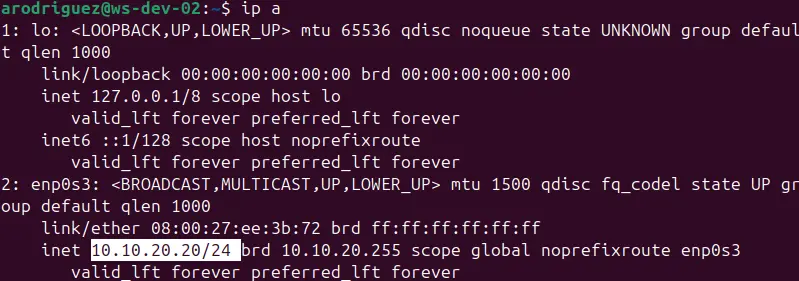 arodriguez@ws-dev-02:~$ ip a
1: lo: <LOOPBACK,UP,LOWER_UP> mtu 65536 qdisc noqueue state UNKNOWN group defaul
t qlen 1000
    link/loopback 00:00:00:00:00:00 brd 00:00:00:00:00:00
    inet 127.0.0.1/8 scope host lo
       valid_lft forever preferred_lft forever
    inet6 ::1/128 scope host noprefixroute
       valid_lft forever preferred_lft forever
2: enp0s3: <BROADCAST,MULTICAST,UP,LOWER_UP> mtu 1500 qdisc fq_codel state UP gr
oup default qlen 1000
    link/ether 08:00:27:ee:3b:72 brd ff:ff:ff:ff:ff:ff
    inet 10.10.20.20/24 brd 10.10.20.255 scope global noprefixroute enp0s3
       valid_lft forever preferred_lft forever